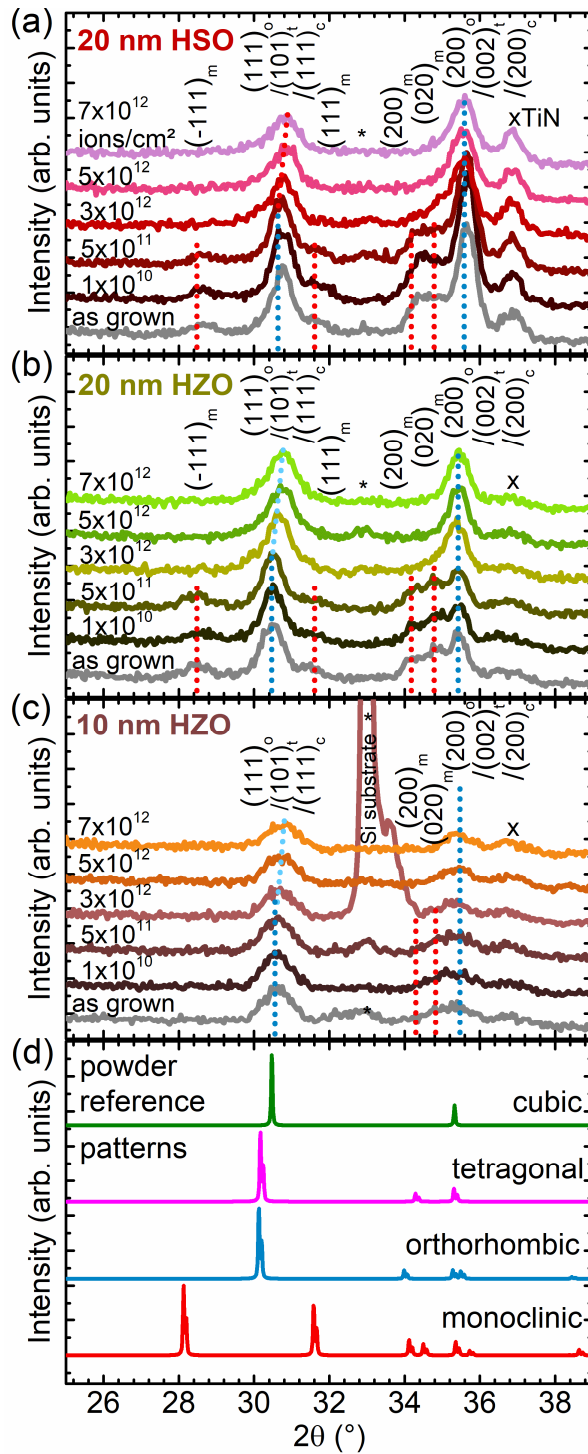 (a) 20 nm HSO
Intensity (arb. units)
(-111)m
(111)o
/(101)t
/(111)c
(111)m
*
(200)m
(020)m
(200)o
/(002)t
/(200)c
xTiN
7x10¹²
ions/cm²
5x10¹²
3x10¹²
5x10¹¹
1x10¹⁰
as grown
(b) 20 nm HZO
Intensity (arb. units)
(-111)m
(111)o
/(101)t
/(111)c
(111)m
*
(200)m
(020)m
(200)o
/(002)t
/(200)c
x
7x10¹²
5x10¹²
3x10¹²
5x10¹¹
1x10¹⁰
as grown
(c) 10 nm HZO
Intensity (arb. units)
(111)o
/(101)t
/(111)c
Si substrate *
(200)m
(020)m
(200)o
/(002)t
/(200)c
x
7x10¹²
5x10¹²
3x10¹²
5x10¹¹
1x10¹⁰
as grown
*
(d) powder
reference
patterns
Intensity (arb. units)
cubic
tetragonal
orthorhombic
monoclinic
26 28 30 32 34 36 38
2θ (°)